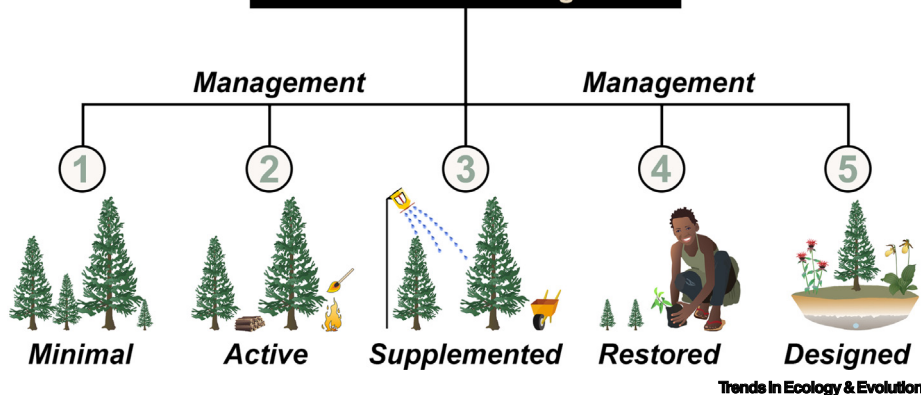 Management Management
1 2 3 4 5
Minimal Active Supplemented Restored Designed
Trends in Ecology & Evolution